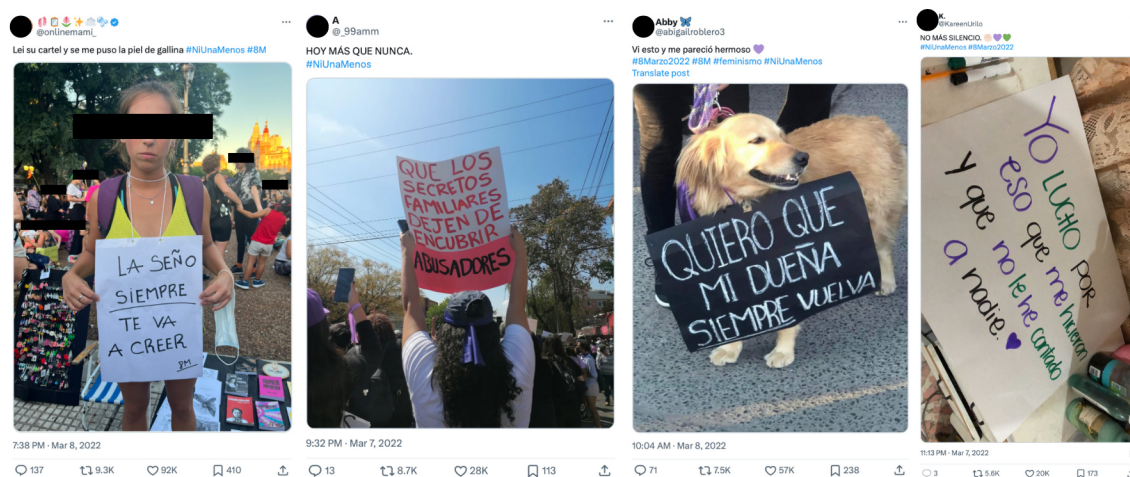 @onlinemami_
Lei su cartel y se me puso la piel de gallina #NiUnaMenos #8M
LA SEÑO
SIEMPRE
TE VA
A CREER
8M
7:38 PM · Mar 8, 2022
137 9.3K 92K 410
A
@_99amm
HOY MÁS QUE NUNCA.
#NiUnaMenos
QUE LOS
SECRETOS
FAMILIARES
DEJEN DE
ENCUBRIR
ABUSADORES
9:32 PM · Mar 7, 2022
13 8.7K 28K 113
Abby
@abigailroblero3
Vi esto y me pareció hermoso
#8Marzo2022 #8M #feminismo #NiUnaMenos
Translate post
QUIERO QUE
MI DUEÑA
SIEMPRE VUELVA
10:04 AM · Mar 8, 2022
71 7.5K 57K 238
K.
@KareenUrilo
NO MÁS SILENCIO.
#NiUnaMenos #8Marzo2022
YO LUCHO POR
eso que me hicieron
y que no le he contado
a nadie.
11:13 PM · Mar 7, 2022
3 5.6K 20K 173